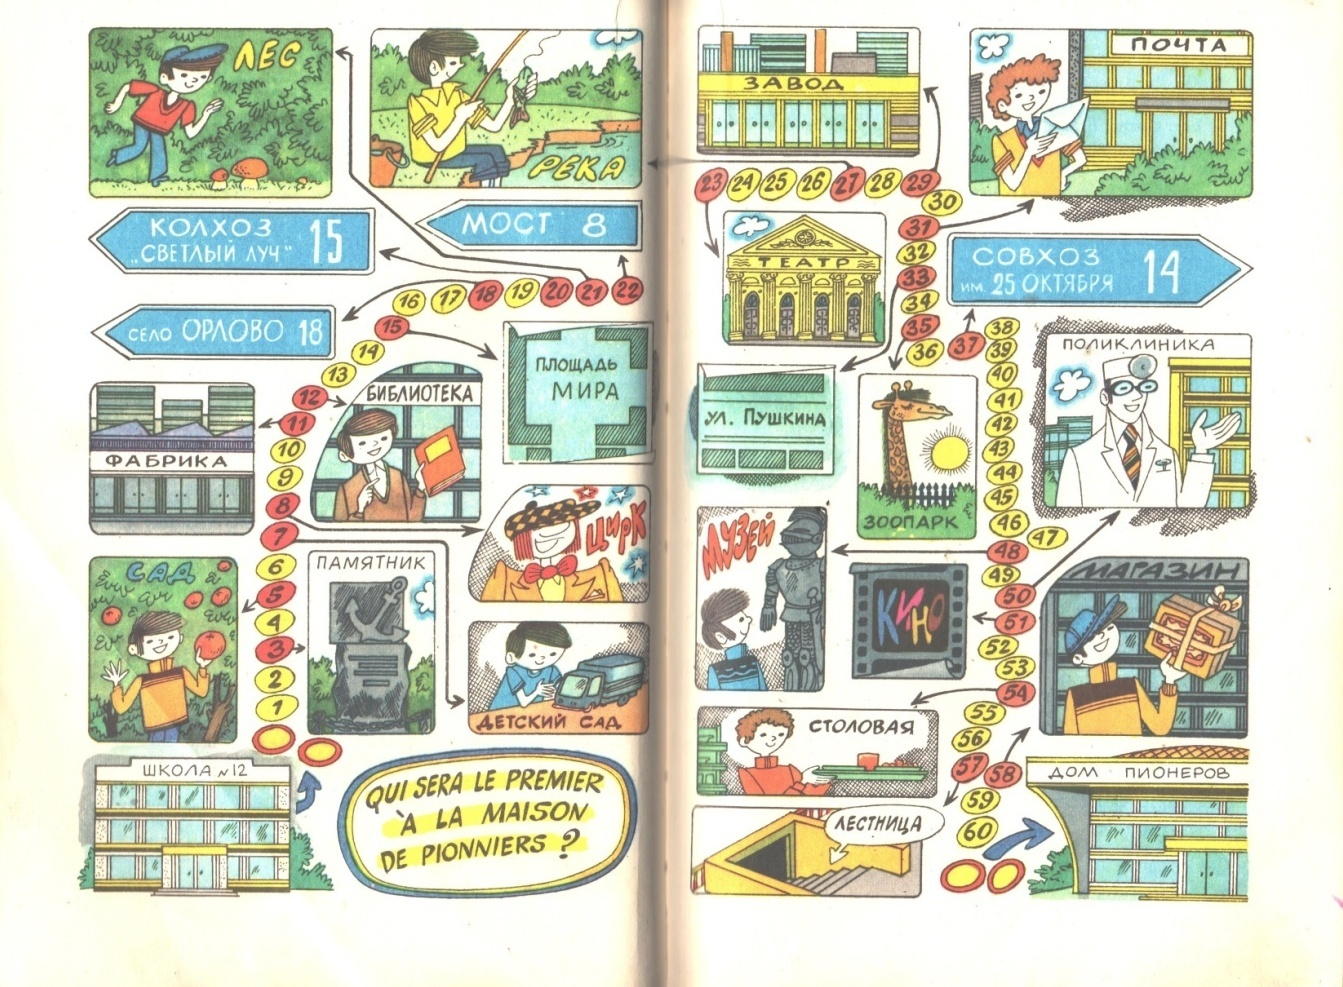 ЛЕС
РЕКА
КОЛХОЗ
„СВЕТЛЫЙ ЛУЧ“ 15
МОСТ 8
СЕЛО ОРЛОВО 18
16 17 18 19 20 21 22
15
14
13
12
11
10
9
8
7
6
5
4
3
2
1
ПЛОЩАДЬ
МИРА
БИБЛИОТЕКА
ФАБРИКА
ЦИРК
САД
ПАМЯТНИК
ДЕТСКИЙ САД
ШКОЛА №12
QUI SERA LE PREMIER
À LA MAISON
DE PIONNIERS ?
ЗАВОД
ПОЧТА
23 24 25 26 27 28 29
30
31
32
33
34
35
36 37
38
39
40
41
42
43
44
45
46 47
48
49
50
51
52
53
54
55
56
57 58
59
60
ТЕАТР
СОВХОЗ
ИМ. 25 ОКТЯБРЯ 14
ПОЛИКЛИНИКА
УЛ. ПУШКИНА
ЗООПАРК
МУЗЕЙ
КИНО
МАГАЗИН
СТОЛОВАЯ
ЛЕСТНИЦА
ДОМ ПИОНЕРОВ